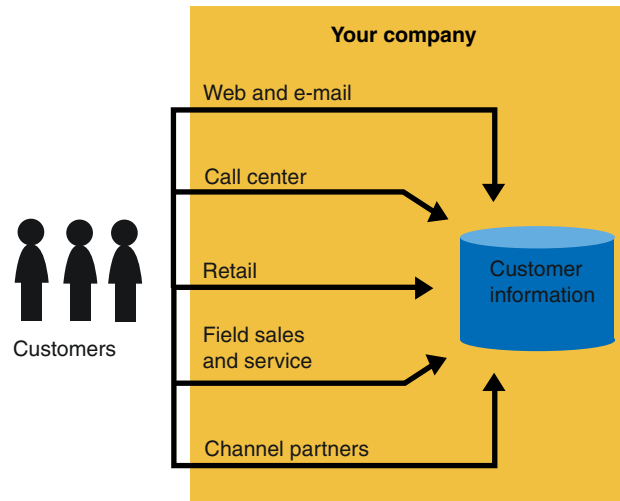 Your company
Web and e-mail
Call center
Retail
Customer
information
Customers
Field sales
and service
Channel partners